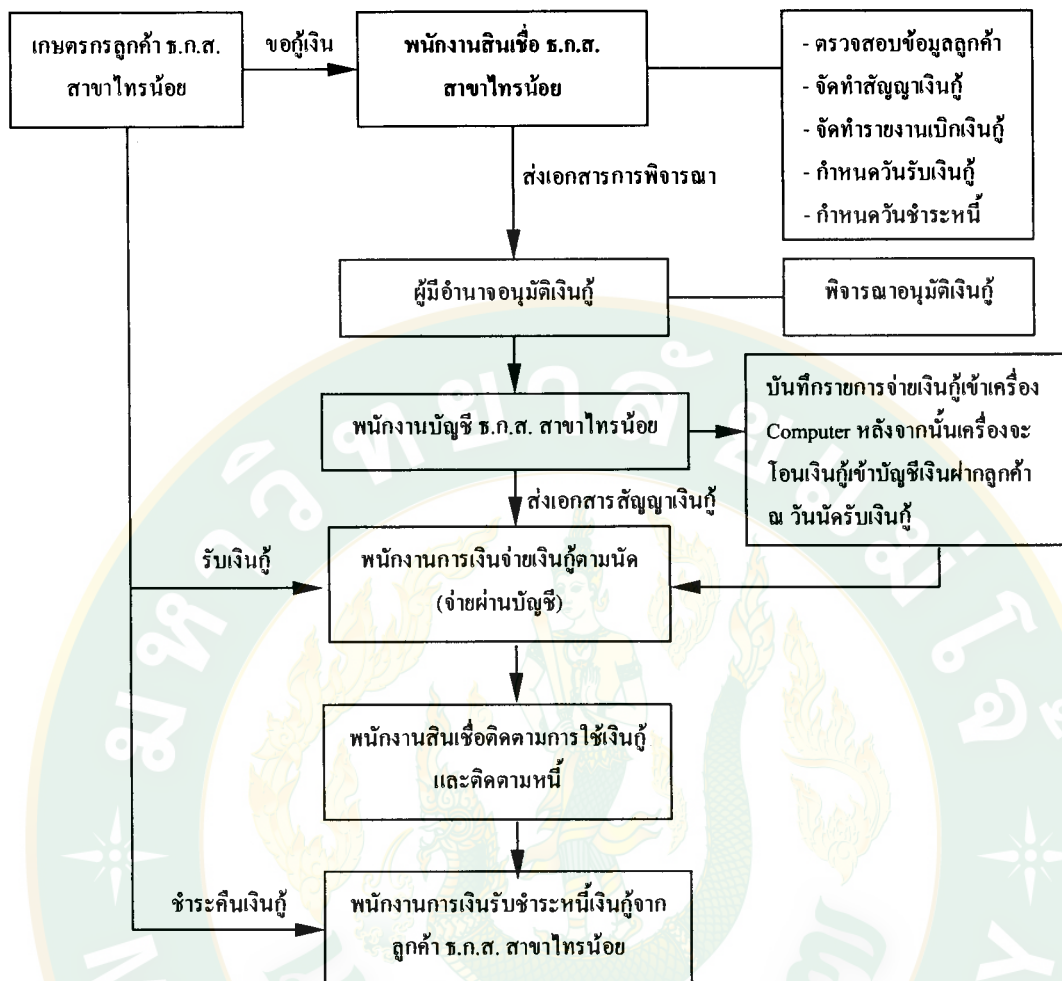 เกษตรกรลูกค้า ธ.ก.ส.
สาขาไทรน้อย
ขอกู้เงิน
พนักงานสินเชื่อ ธ.ก.ส.
สาขาไทรน้อย
- ตรวจสอบข้อมูลลูกค้า
- จัดทำสัญญาเงินกู้
- จัดทำรายงานเบิกเงินกู้
- กำหนดวันรับเงินกู้
- กำหนดวันชำระหนี้
ส่งเอกสารการพิจารณา
ผู้มีอำนาจอนุมัติเงินกู้
พิจารณาอนุมัติเงินกู้
พนักงานบัญชี ธ.ก.ส. สาขาไทรน้อย
บันทึกรายการจ่ายเงินกู้เข้าเครื่อง
Computer หลังจากนั้นเครื่องจะ
โอนเงินกู้เข้าบัญชีเงินฝากลูกค้า
ณ วันนัดรับเงินกู้
ส่งเอกสารสัญญาเงินกู้
รับเงินกู้
พนักงานการเงินจ่ายเงินกู้ตามนัด
(จ่ายผ่านบัญชี)
พนักงานสินเชื่อติดตามการใช้เงินกู้
และติดตามหนี้
ชำระคืนเงินกู้
พนักงานการเงินรับชำระหนี้เงินกู้จาก
ลูกค้า ธ.ก.ส. สาขาไทรน้อย